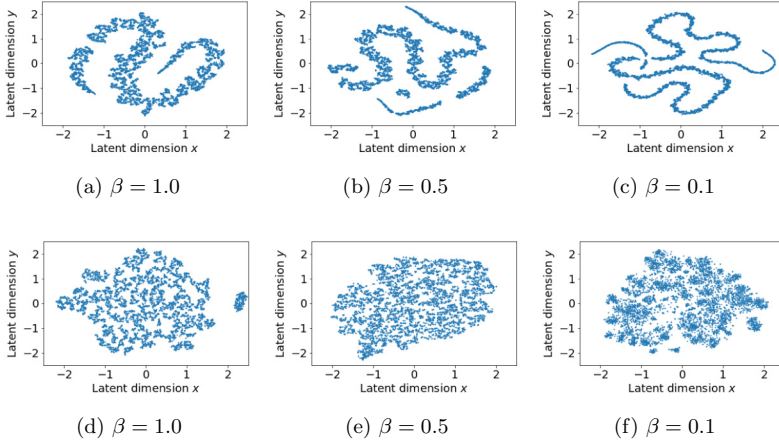 2
1
0
−1
−2
Latent dimension y
−2 −1 0 1 2
Latent dimension x
(a) β = 1.0
2
1
0
−1
−2
Latent dimension y
−2 −1 0 1 2
Latent dimension x
(b) β = 0.5
2
1
0
−1
−2
Latent dimension y
−2 −1 0 1 2
Latent dimension x
(c) β = 0.1
2
1
0
−1
−2
Latent dimension y
−2 −1 0 1 2
Latent dimension x
(d) β = 1.0
2
1
0
−1
−2
Latent dimension y
−2 −1 0 1 2
Latent dimension x
(e) β = 0.5
2
1
0
−1
−2
Latent dimension y
−2 −1 0 1 2
Latent dimension x
(f) β = 0.1